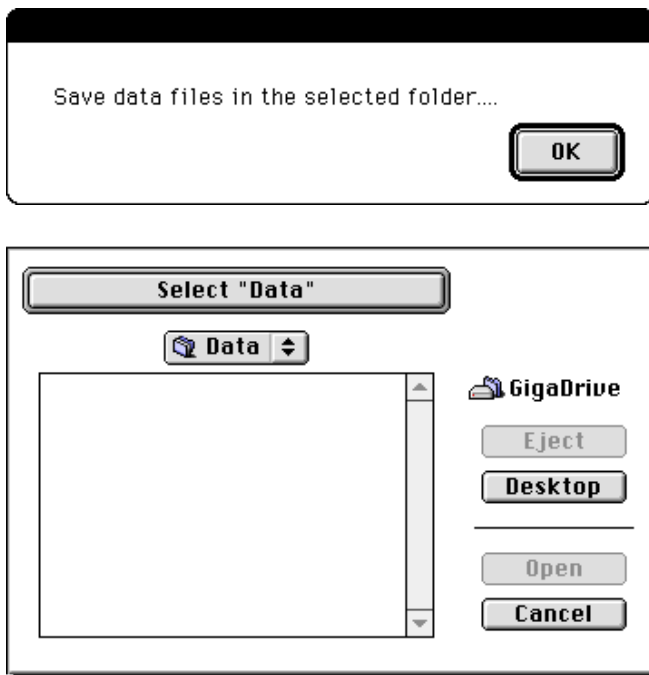 Save data files in the selected folder....
OK
Select "Data"
Data
GigaDrive
Eject
Desktop
Open
Cancel